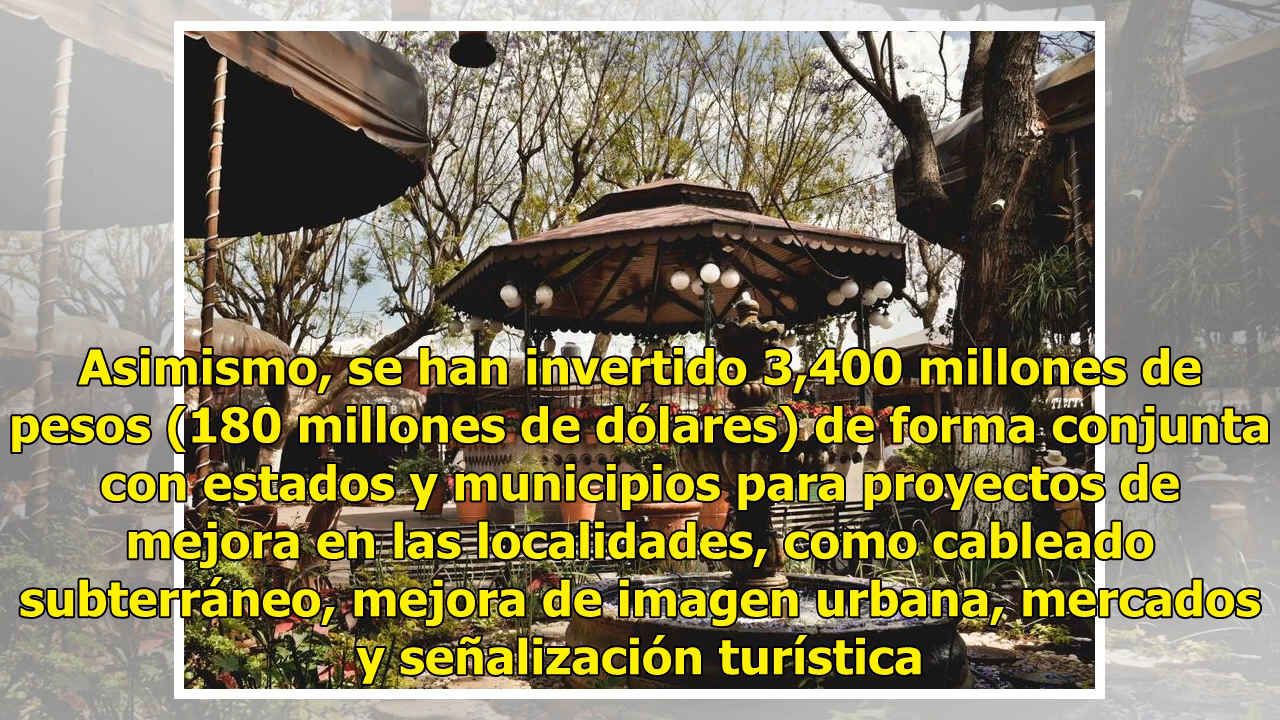 Asimismo, se han invertido 3,400 millones de
pesos (180 millones de dólares) de forma conjunta
con estados y municipios para proyectos de
mejora en las localidades, como cableado
subterráneo, mejora de imagen urbana, mercados
y señalización turística